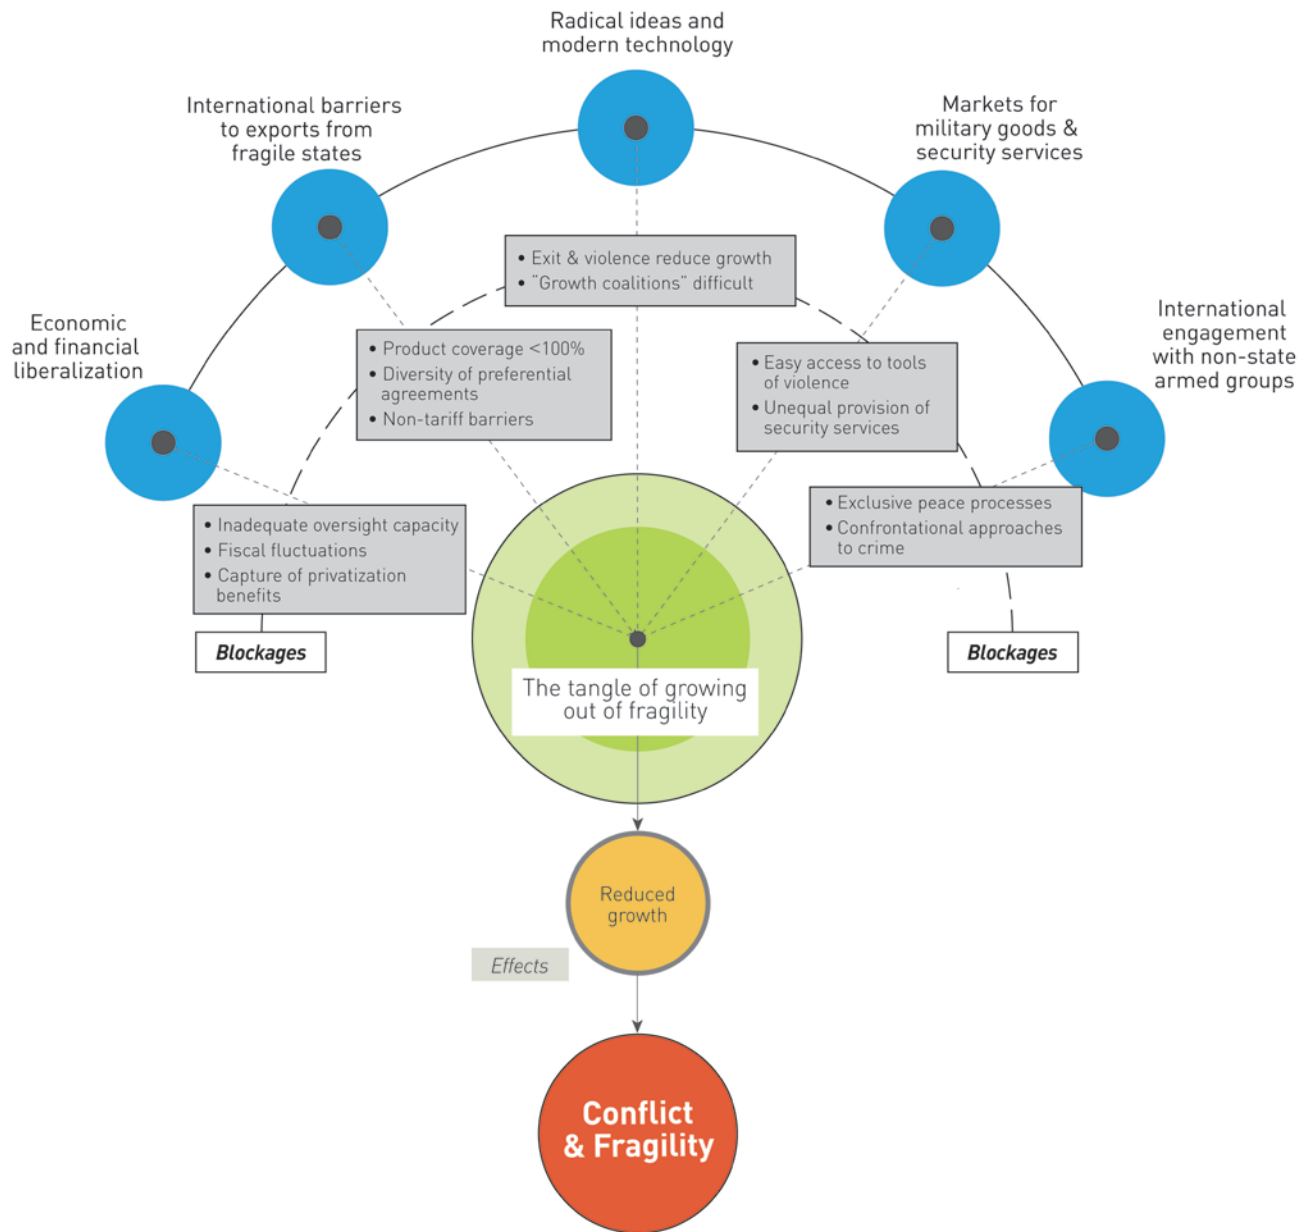 Radical ideas and
modern technology
International barriers
to exports from
fragile states
Markets for
military goods &
security services
Economic
and financial
liberalization
International
engagement
with non-state
armed groups
• Exit & violence reduce growth
• "Growth coalitions" difficult
• Product coverage <100%
• Diversity of preferential
agreements
• Non-tariff barriers
• Easy access to tools
of violence
• Unequal provision of
security services
• Inadequate oversight capacity
• Fiscal fluctuations
• Capture of privatization
benefits
• Exclusive peace processes
• Confrontational approaches
to crime
Blockages
Blockages
The tangle of growing
out of fragility
Reduced
growth
Effects
Conflict
& Fragility